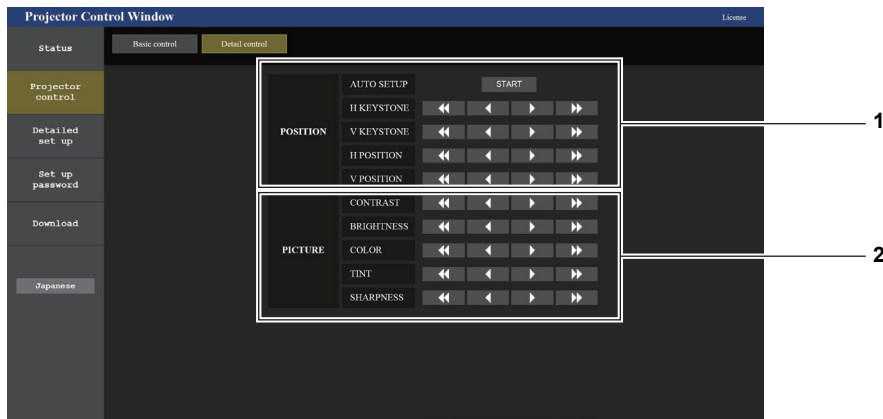 Projector Control Window
License
Status
Basic control
Detail control
Projector
control
Detailed
set up
Set up
password
Download
Japanese
POSITION
AUTO SETUP
START
H KEYSTONE
V KEYSTONE
H POSITION
V POSITION
PICTURE
CONTRAST
BRIGHTNESS
COLOR
TINT
SHARPNESS
1
2